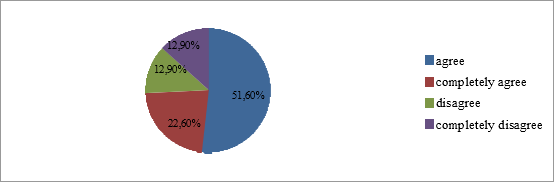 12,90%
12,90%
51,60%
22,60%
agree
completely agree
disagree
completely disagree